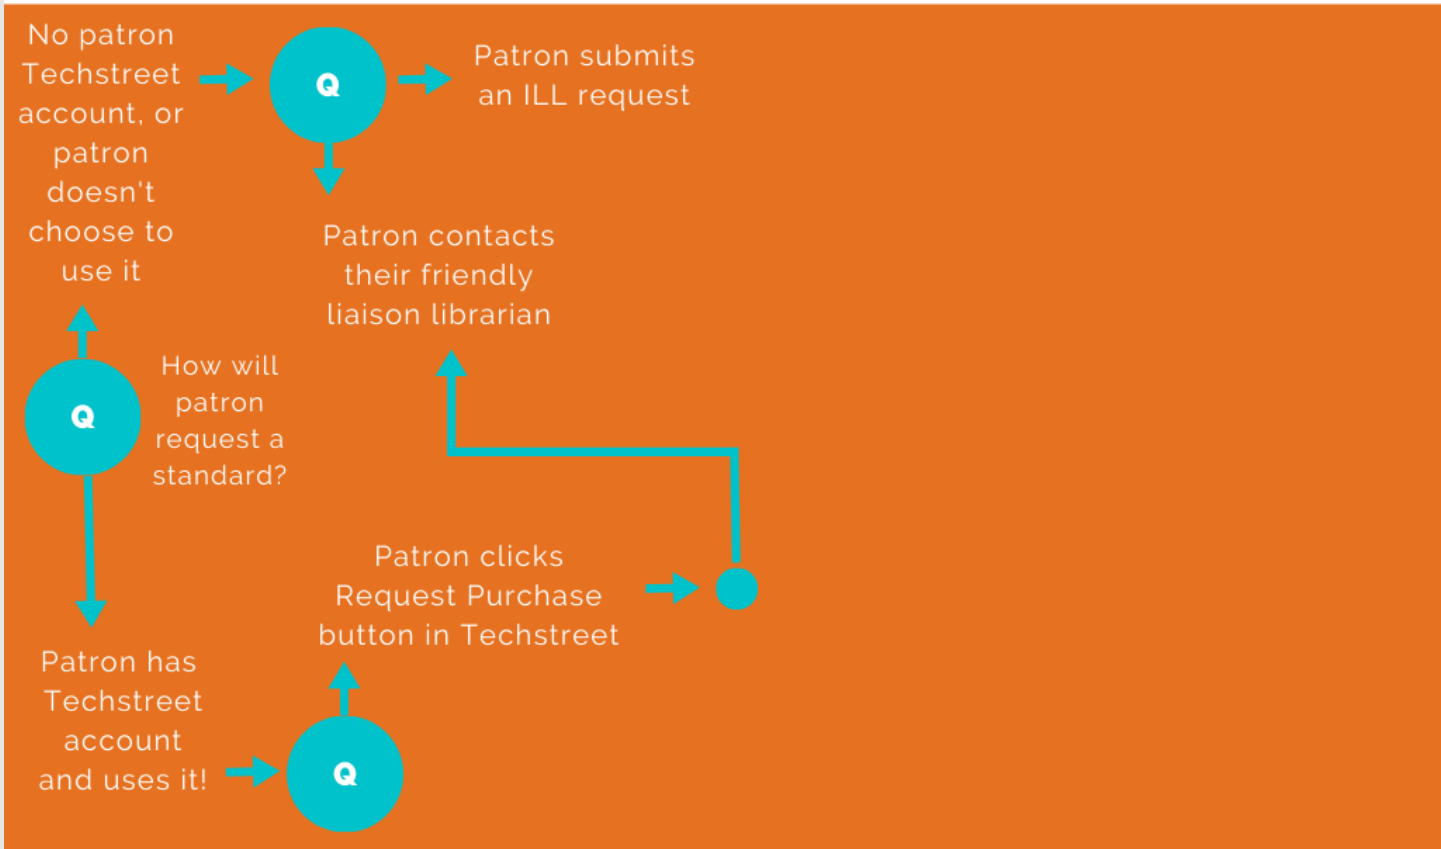 No patron
Techstreet
account, or
patron
doesn't
choose to
use it
Q
Patron submits
an ILL request
Patron contacts
their friendly
liaison librarian
Q
How will
patron
request a
standard?
Patron clicks
Request Purchase
button in Techstreet
Patron has
Techstreet
account
and uses it!
Q